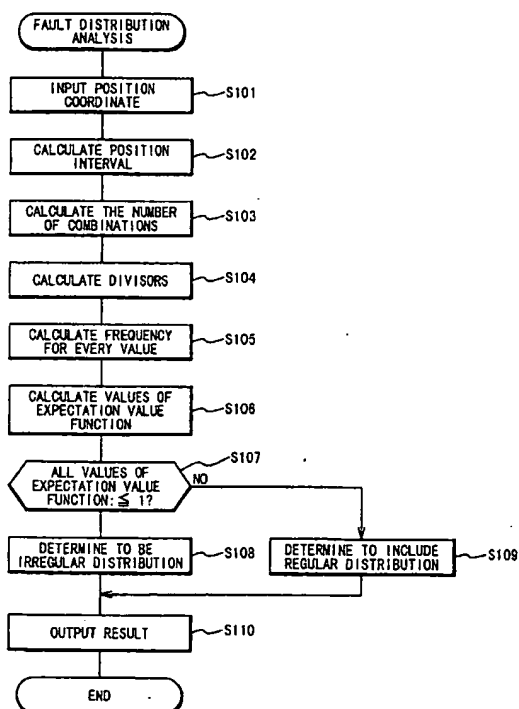 FAULT DISTRIBUTION
ANALYSIS
INPUT POSITION
COORDINATE
S101
CALCULATE POSITION
INTERVAL
S102
CALCULATE THE NUMBER
OF COMBINATIONS
S103
CALCULATE DIVISORS
S104
CALCULATE FREQUENCY
FOR EVERY VALUE
S105
CALCULATE VALUES OF
EXPECTATION VALUE
FUNCTION
S106
S107
ALL VALUES OF
EXPECTATION VALUE
FUNCTION: ≦ 1?
NO
DETERMINE TO BE
IRREGULAR DISTRIBUTION
S108
DETERMINE TO INCLUDE
REGULAR DISTRIBUTION
S109
OUTPUT RESULT
S110
END